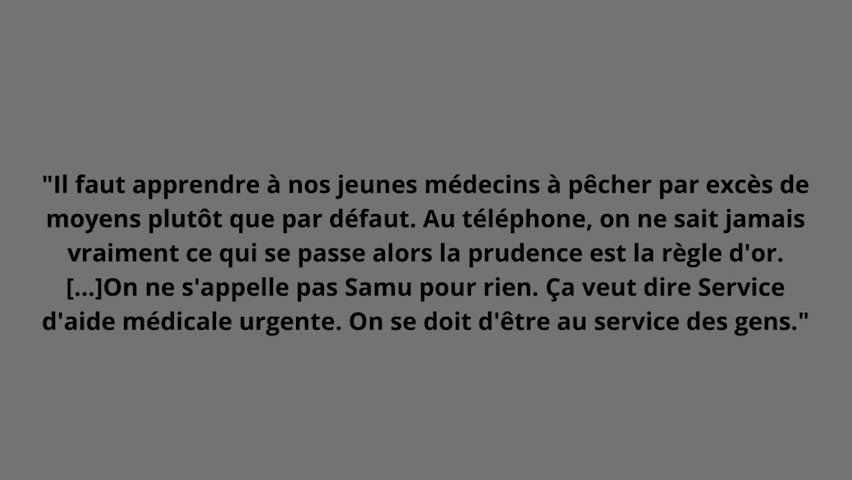 "Il faut apprendre à nos jeunes médecins à pêcher par excès de
moyens plutôt que par défaut. Au téléphone, on ne sait jamais
vraiment ce qui se passe alors la prudence est la règle d'or.
[...]On ne s'appelle pas Samu pour rien. Ça veut dire Service
d'aide médicale urgente. On se doit d'être au service des gens."